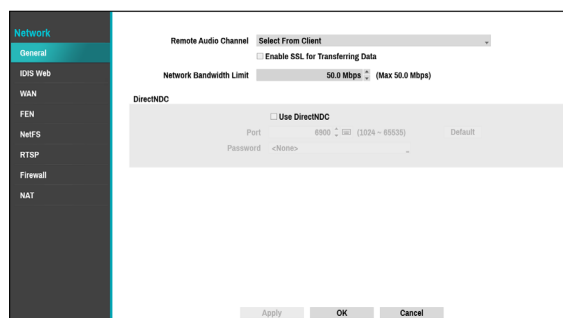 Network
General
IDIS Web
WAN
FEN
NetFS
RTSP
Firewall
NAT
Remote Audio Channel Select From Client
Enable SSL for Transferring Data
Network Bandwidth Limit 50.0 Mbps (Max 50.0 Mbps)
DirectNDC
Use DirectNDC
Port 6900 (1024 ~ 65535) Default
Password <None>
Apply OK Cancel